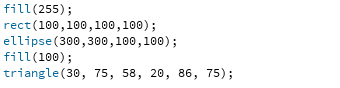 fill(255);
rect(100,100,100,100);
ellipse(300,300,100,100);
fill(100);
triangle(30, 75, 58, 20, 86, 75);